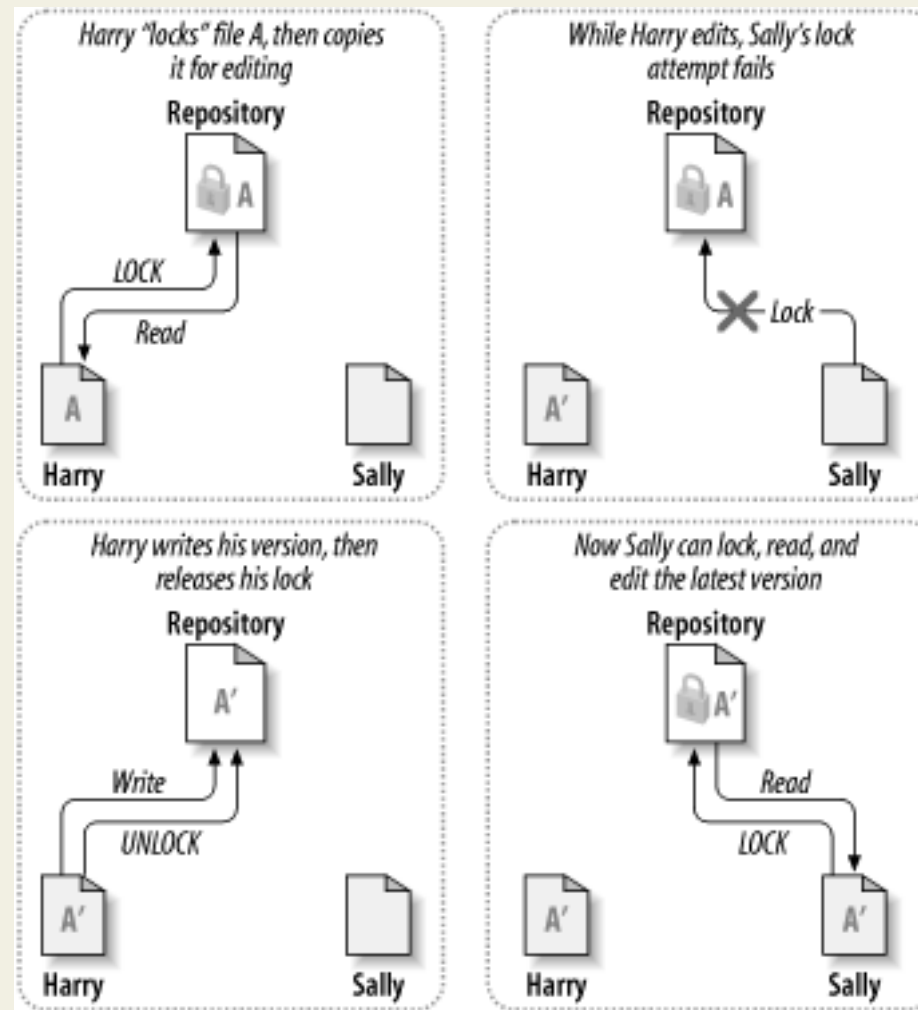 Harry “locks” file A, then copies
it for editing
Repository
A
LOCK
Read
A
Harry
Sally
While Harry edits, Sally’s lock
attempt fails
Repository
A
Lock
A′
Harry
Sally
Harry writes his version, then
releases his lock
Repository
A′
Write
UNLOCK
A′
Harry
Sally
Now Sally can lock, read, and
edit the latest version
Repository
A′
Read
LOCK
A′
A′
Harry
Sally